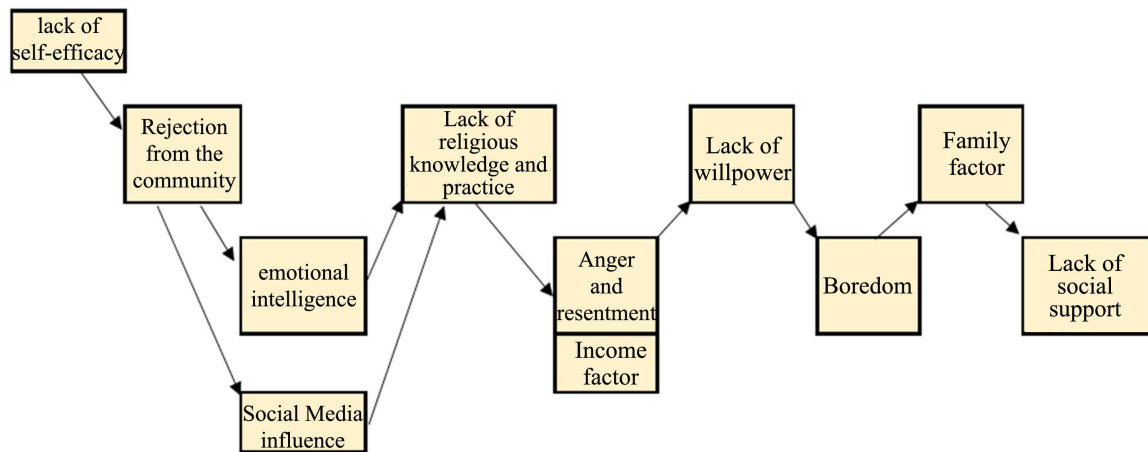 lack of
self-efficacy
Rejection
from the
community
emotional
intelligence
Social Media
influence
Lack of
religious
knowledge and
practice
Anger
and
resentment
Income
factor
Lack of
willpower
Boredom
Family
factor
Lack of
social
support